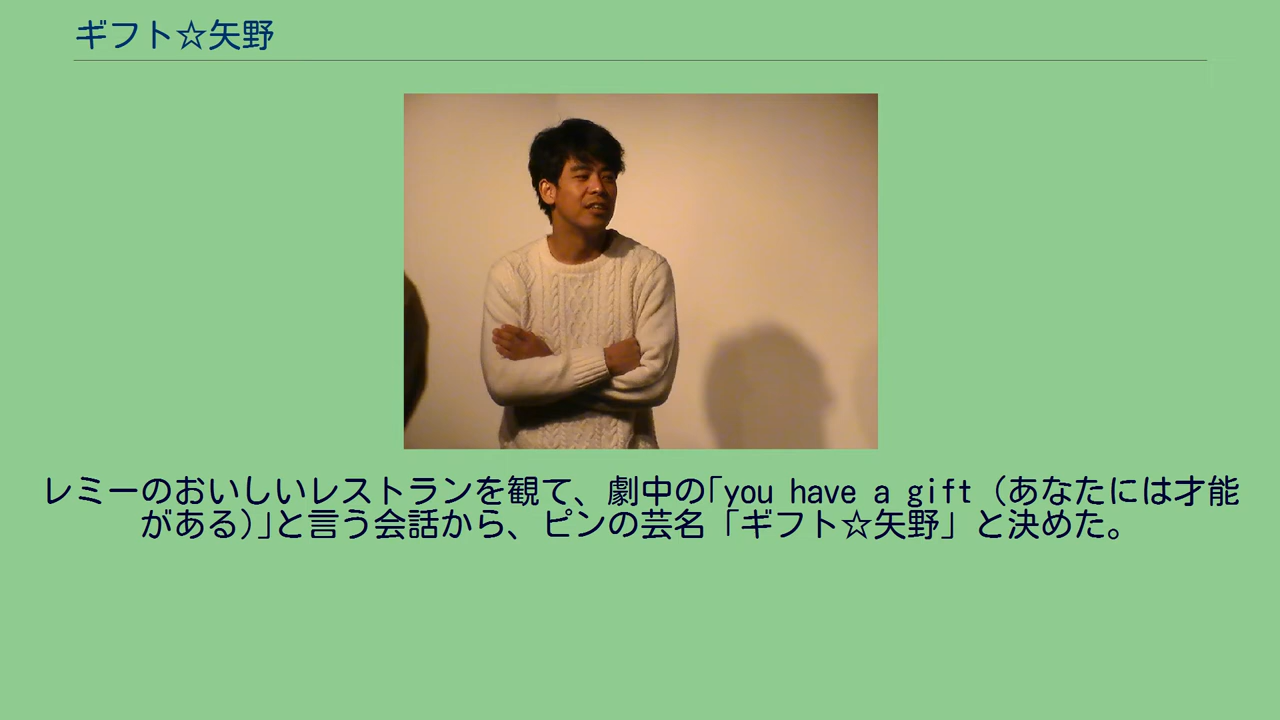 ギフト☆矢野
レミーのおいしいレストランを観て、劇中の｢you have a gift (あなたには才能
がある)｣と言う会話から、ピンの芸名「ギフト☆矢野」と決めた。